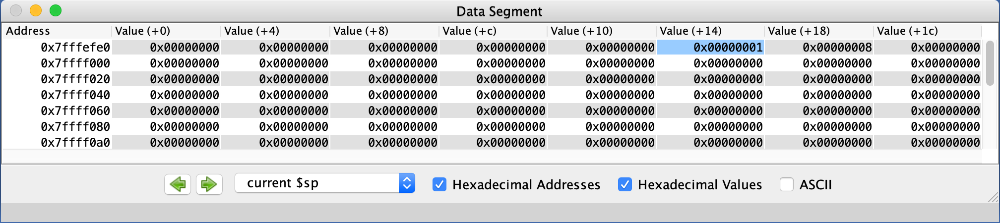 Data Segment
Address Value (+0) Value (+4) Value (+8) Value (+c) Value (+10) Value (+14) Value (+18) Value (+1c)
0x7fffefe0 0x00000000 0x00000000 0x00000000 0x00000000 0x00000000 0x00000001 0x00000008 0x00000000
0x7ffff000 0x00000000 0x00000000 0x00000000 0x00000000 0x00000000 0x00000000 0x00000000 0x00000000
0x7ffff020 0x00000000 0x00000000 0x00000000 0x00000000 0x00000000 0x00000000 0x00000000 0x00000000
0x7ffff040 0x00000000 0x00000000 0x00000000 0x00000000 0x00000000 0x00000000 0x00000000 0x00000000
0x7ffff060 0x00000000 0x00000000 0x00000000 0x00000000 0x00000000 0x00000000 0x00000000 0x00000000
0x7ffff080 0x00000000 0x00000000 0x00000000 0x00000000 0x00000000 0x00000000 0x00000000 0x00000000
0x7ffff0a0 0x00000000 0x00000000 0x00000000 0x00000000 0x00000000 0x00000000 0x00000000 0x00000000
current $sp Hexadecimal Addresses Hexadecimal Values ASCII